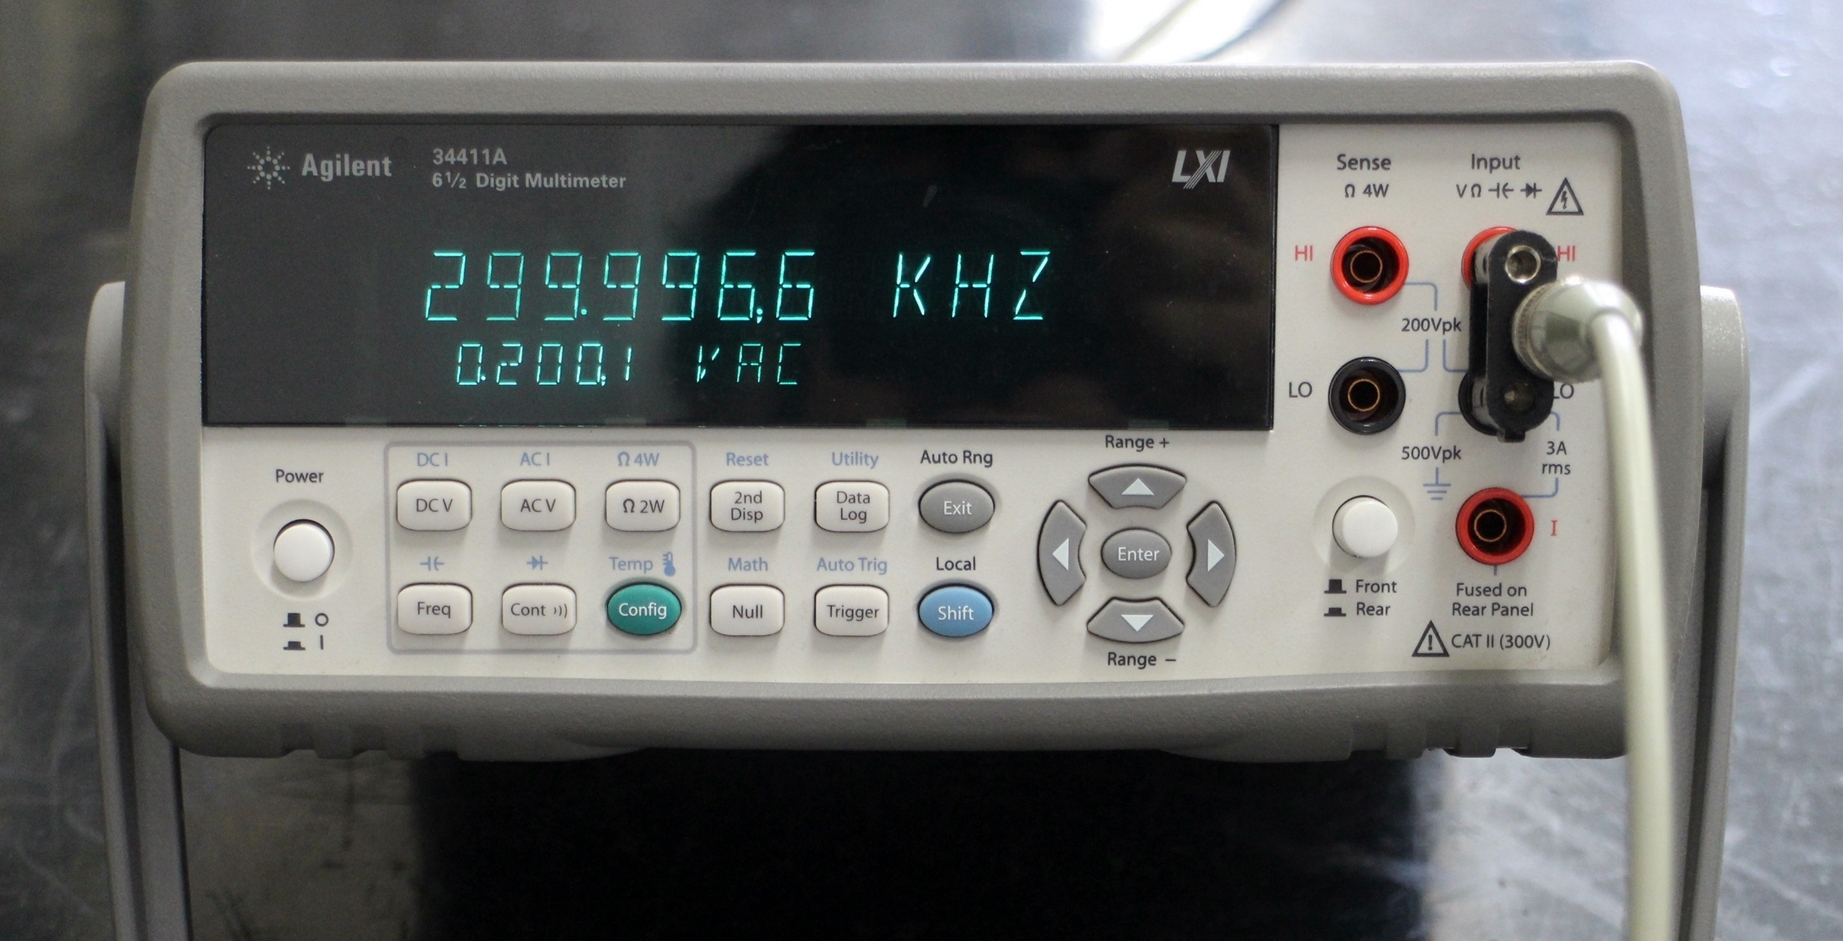 Agilent
34411A
6½ Digit Multimeter
LXI
299.996,6 KHZ
0.200,1 VAC
Sense
Ω 4W
Input
V Ω
HI
HI
200Vpk
LO
LO
500Vpk
3A
rms
I
Front
Rear
Fused on
Rear Panel
CAT II (300V)
Power
O
I
DC I
AC I
Ω 4W
Reset
Utility
Auto Rng
Range +
DC V
AC V
Ω 2W
2nd
Disp
Data
Log
Exit
Enter
Temp
Math
Auto Trig
Local
Freq
Cont
Config
Null
Trigger
Shift
Range –